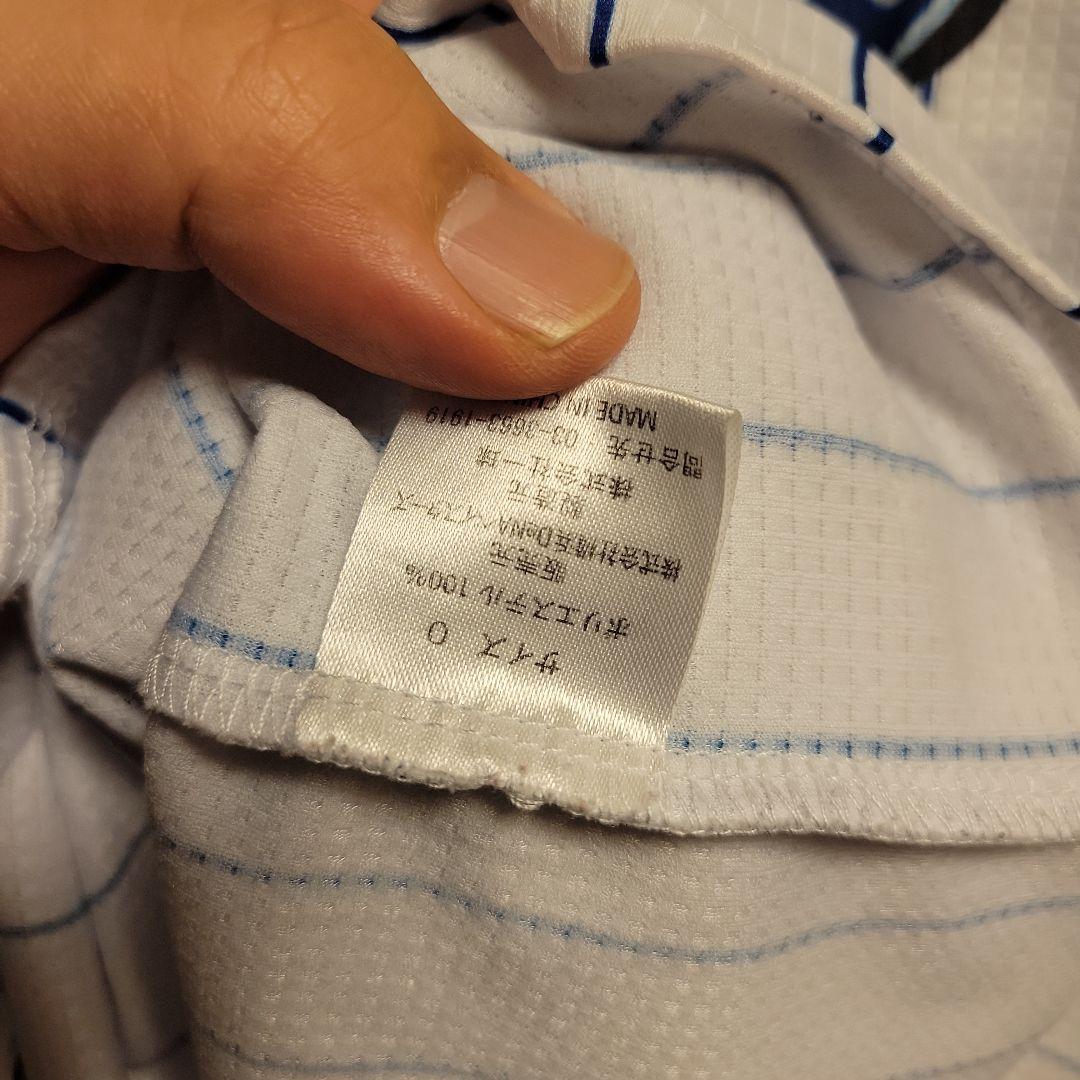 サイズ O
ポリエステル 100%
販売元
株式会社横浜DeNAベイスターズ
製造元
株式会社一球
問合せ先 03-3663-1919
MADE IN